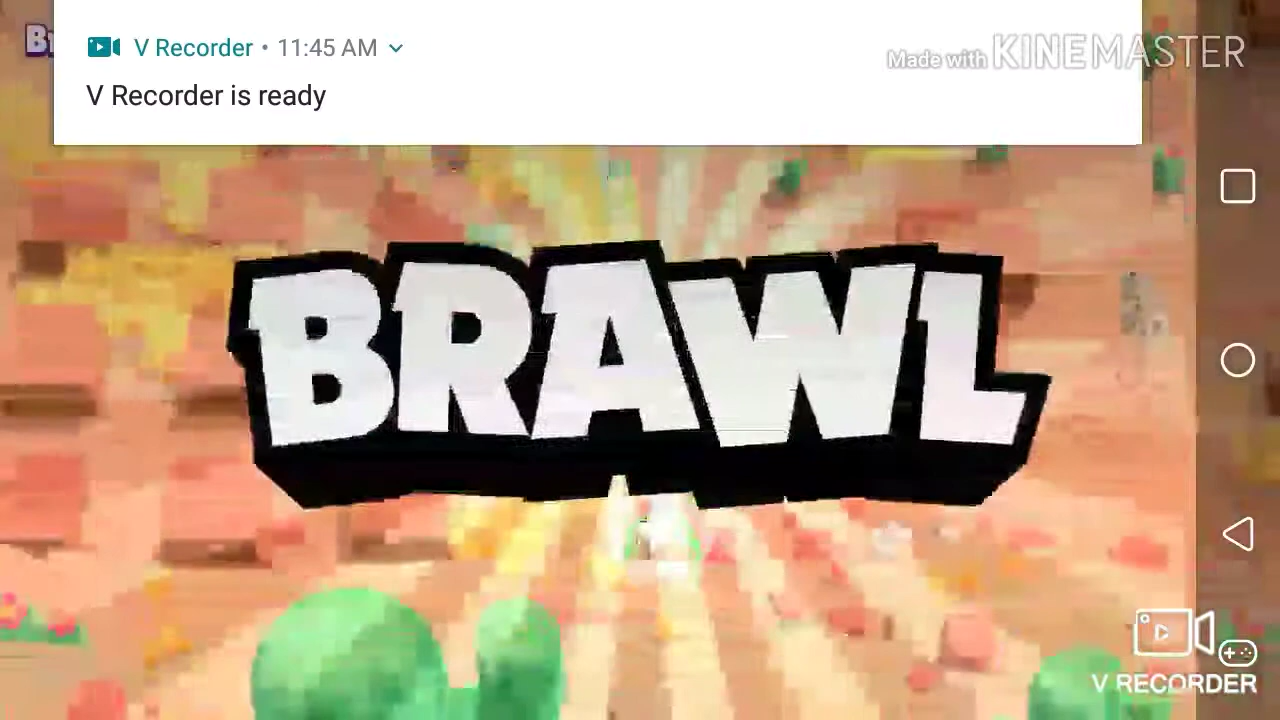 V Recorder • 11:45 AM
V Recorder is ready
Made with KINEMASTER
BRAWL
V RECORDER